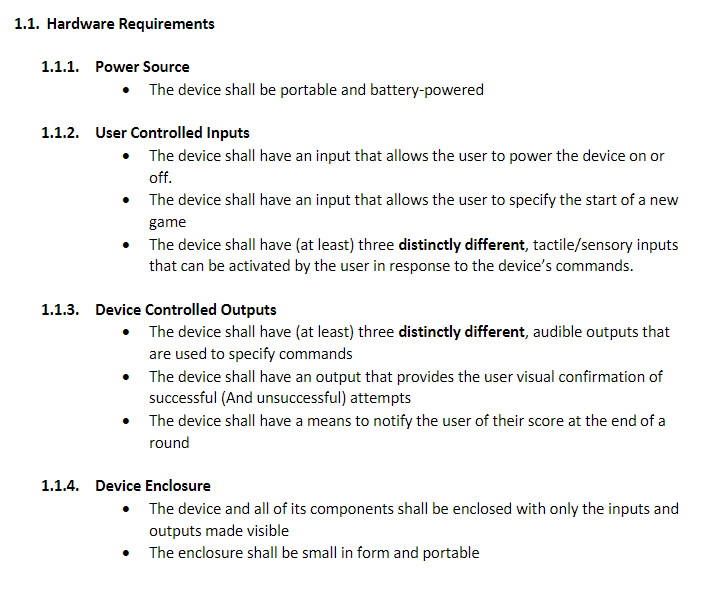 1.1. Hardware Requirements
1.1.1. Power Source
• The device shall be portable and battery-powered
1.1.2. User Controlled Inputs
• The device shall have an input that allows the user to power the device on or
off.
• The device shall have an input that allows the user to specify the start of a new
game
• The device shall have (at least) three distinctly different, tactile/sensory inputs
that can be activated by the user in response to the device's commands.
1.1.3. Device Controlled Outputs
• The device shall have (at least) three distinctly different, audible outputs that
are used to specify commands
• The device shall have an output that provides the user visual confirmation of
successful (And unsuccessful) attempts
• The device shall have a means to notify the user of their score at the end of a
round
1.1.4. Device Enclosure
• The device and all of its components shall be enclosed with only the inputs and
outputs made visible
• The enclosure shall be small in form and portable